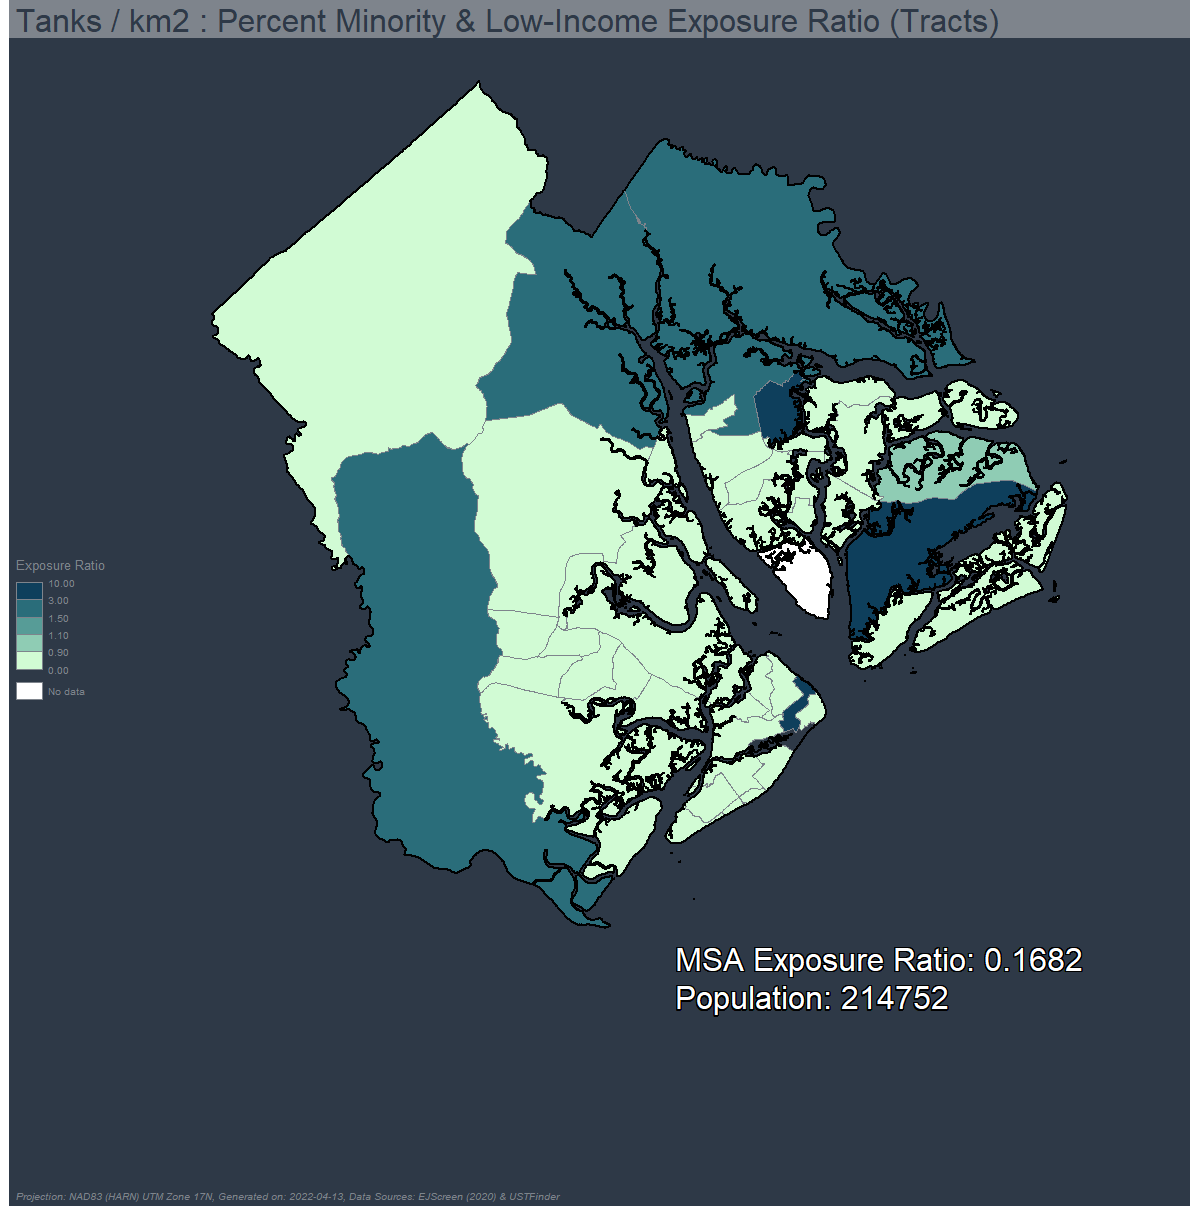 Tanks / km2 : Percent Minority & Low-Income Exposure Ratio (Tracts)
Exposure Ratio
10.00
3.00
1.50
1.10
0.90
0.00
No data
MSA Exposure Ratio: 0.1682
Population: 214752
Projection: NAD83 (HARN) UTM Zone 17N, Generated on: 2022-04-13, Data Sources: EJScreen (2020) & USTFinder